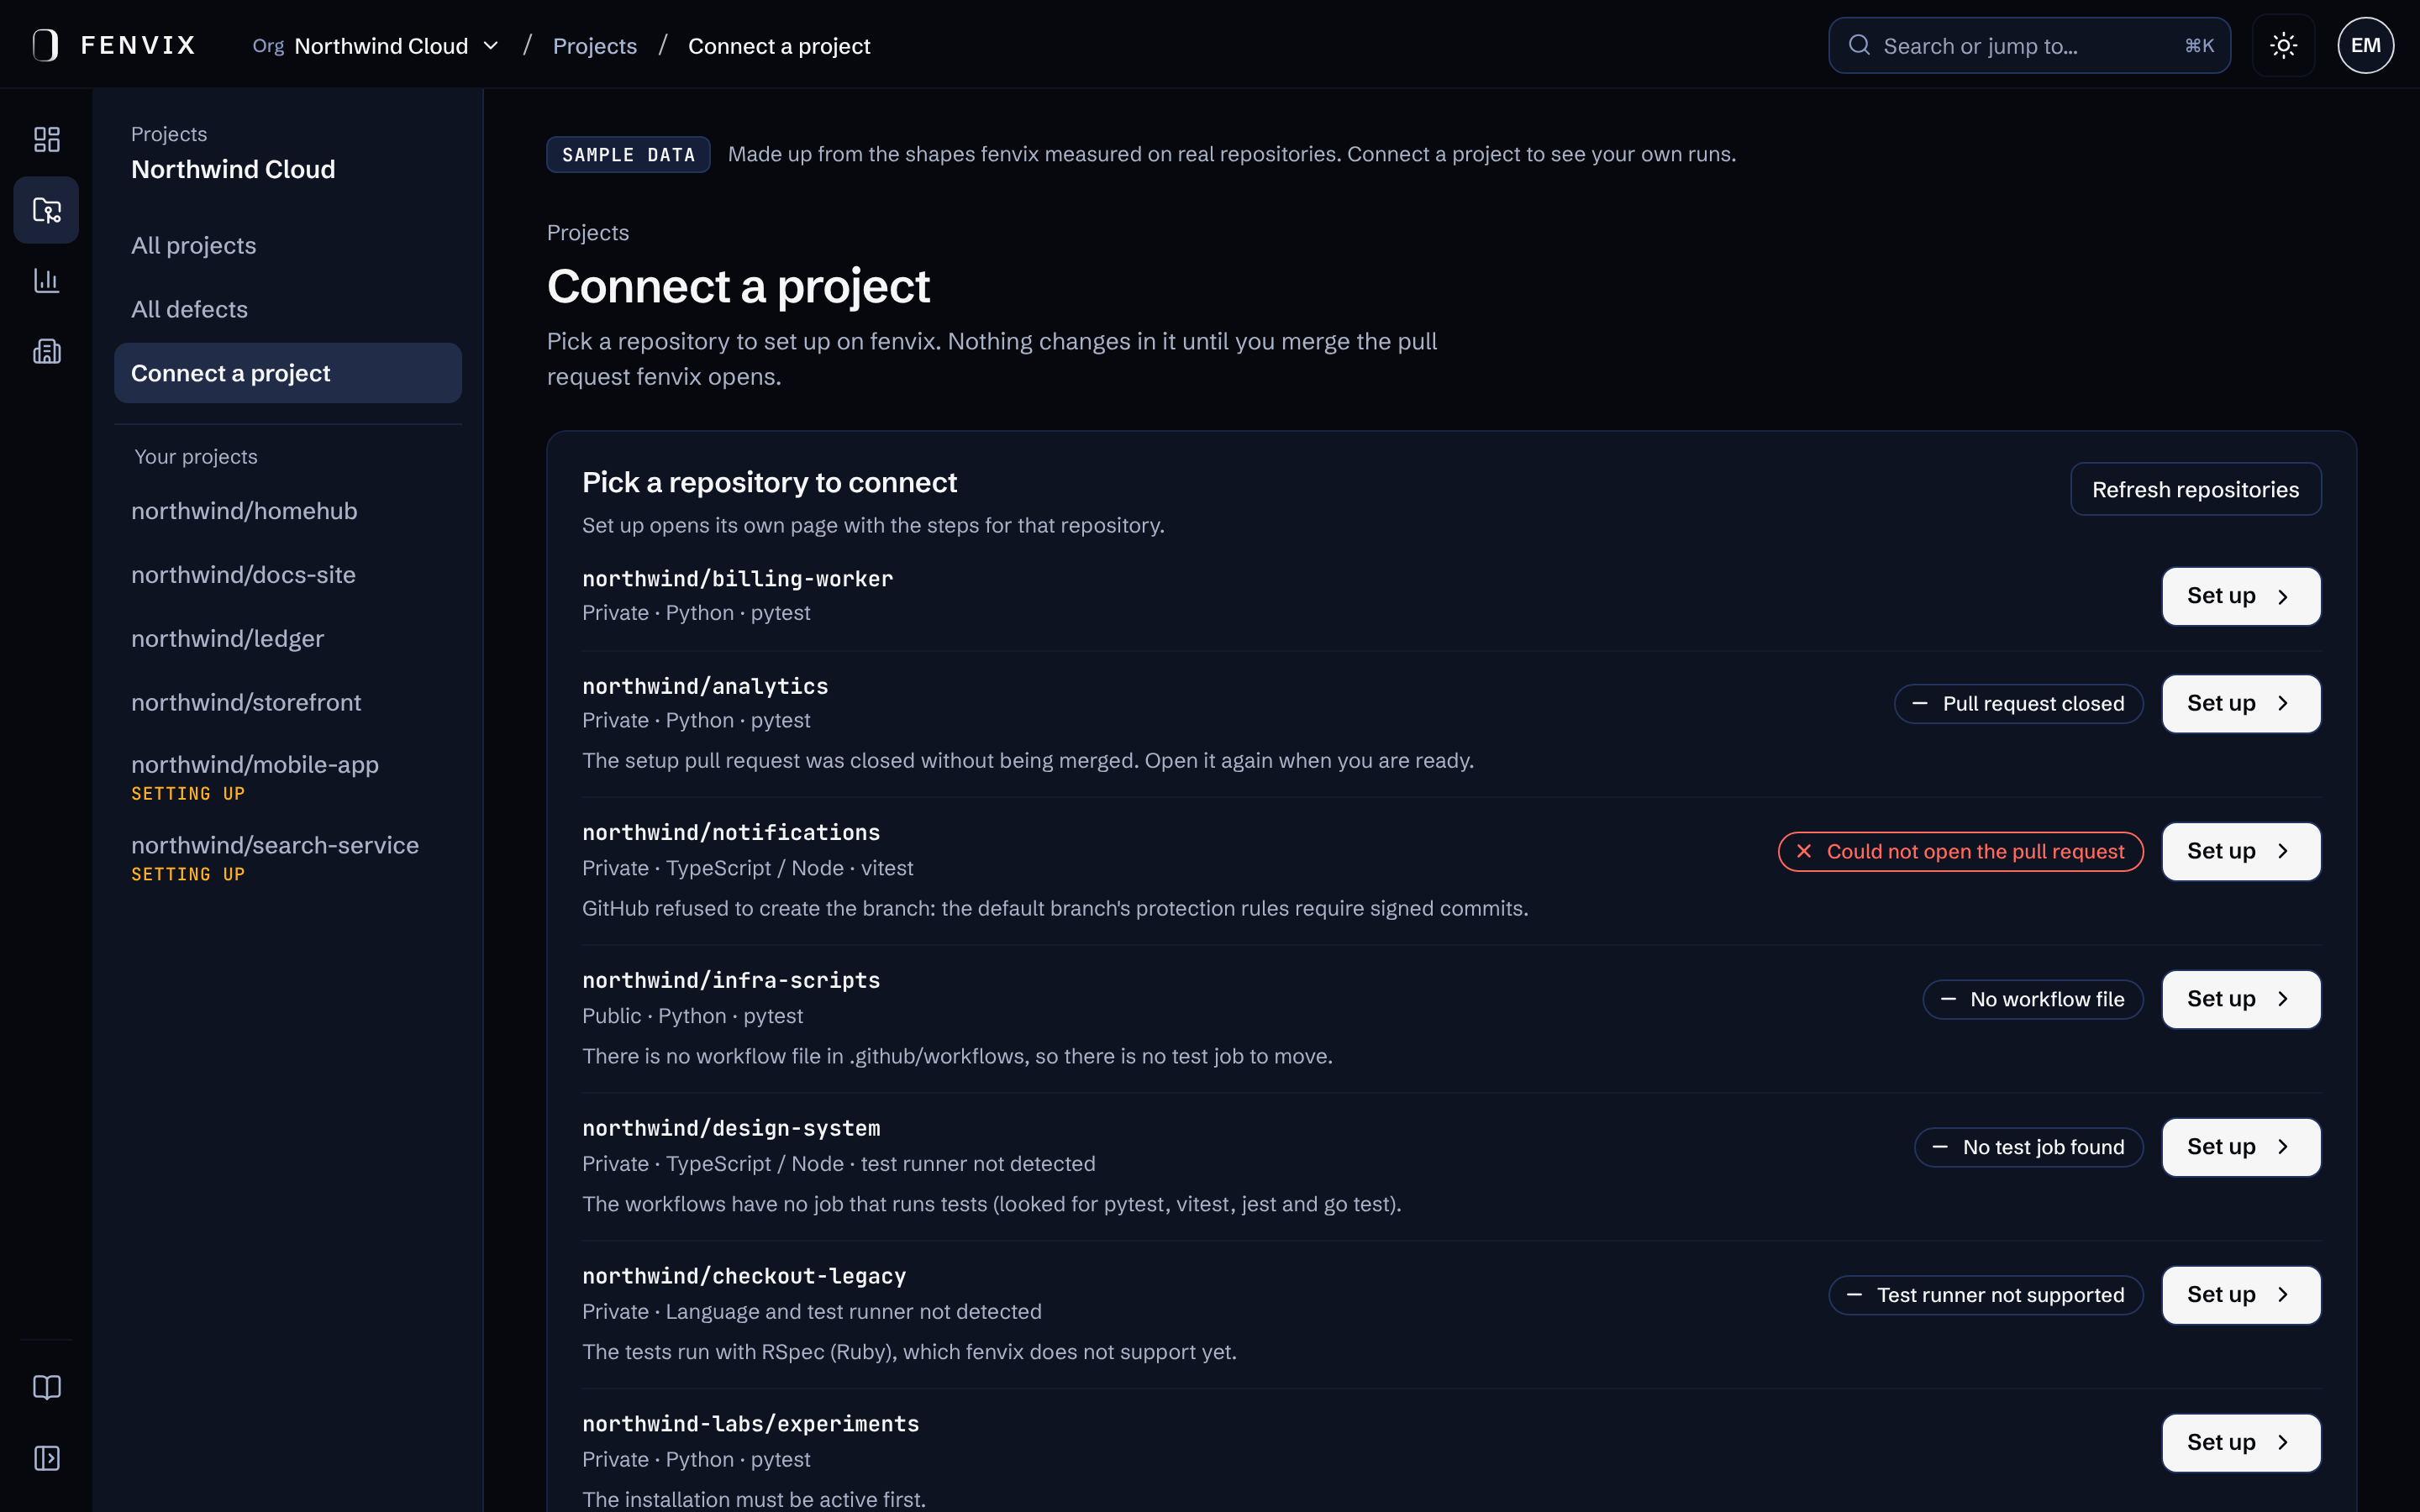 FENVIX
Org Northwind Cloud / Projects / Connect a project
Search or jump to... ⌘K
EM
Projects
Northwind Cloud
All projects
All defects
Connect a project
Your projects
northwind/homehub
northwind/docs-site
northwind/ledger
northwind/storefront
northwind/mobile-app
SETTING UP
northwind/search-service
SETTING UP
SAMPLE DATA Made up from the shapes fenvix measured on real repositories. Connect a project to see your own runs.
Projects
Connect a project
Pick a repository to set up on fenvix. Nothing changes in it until you merge the pull
request fenvix opens.
Pick a repository to connect
Refresh repositories
Set up opens its own page with the steps for that repository.
northwind/billing-worker
Private · Python · pytest
Set up
northwind/analytics
Private · Python · pytest
Pull request closed
Set up
The setup pull request was closed without being merged. Open it again when you are ready.
northwind/notifications
Private · TypeScript / Node · vitest
Could not open the pull request
Set up
GitHub refused to create the branch: the default branch's protection rules require signed commits.
northwind/infra-scripts
Public · Python · pytest
No workflow file
Set up
There is no workflow file in .github/workflows, so there is no test job to move.
northwind/design-system
Private · TypeScript / Node · test runner not detected
No test job found
Set up
The workflows have no job that runs tests (looked for pytest, vitest, jest and go test).
northwind/checkout-legacy
Private · Language and test runner not detected
Test runner not supported
Set up
The tests run with RSpec (Ruby), which fenvix does not support yet.
northwind-labs/experiments
Private · Python · pytest
Set up
The installation must be active first.